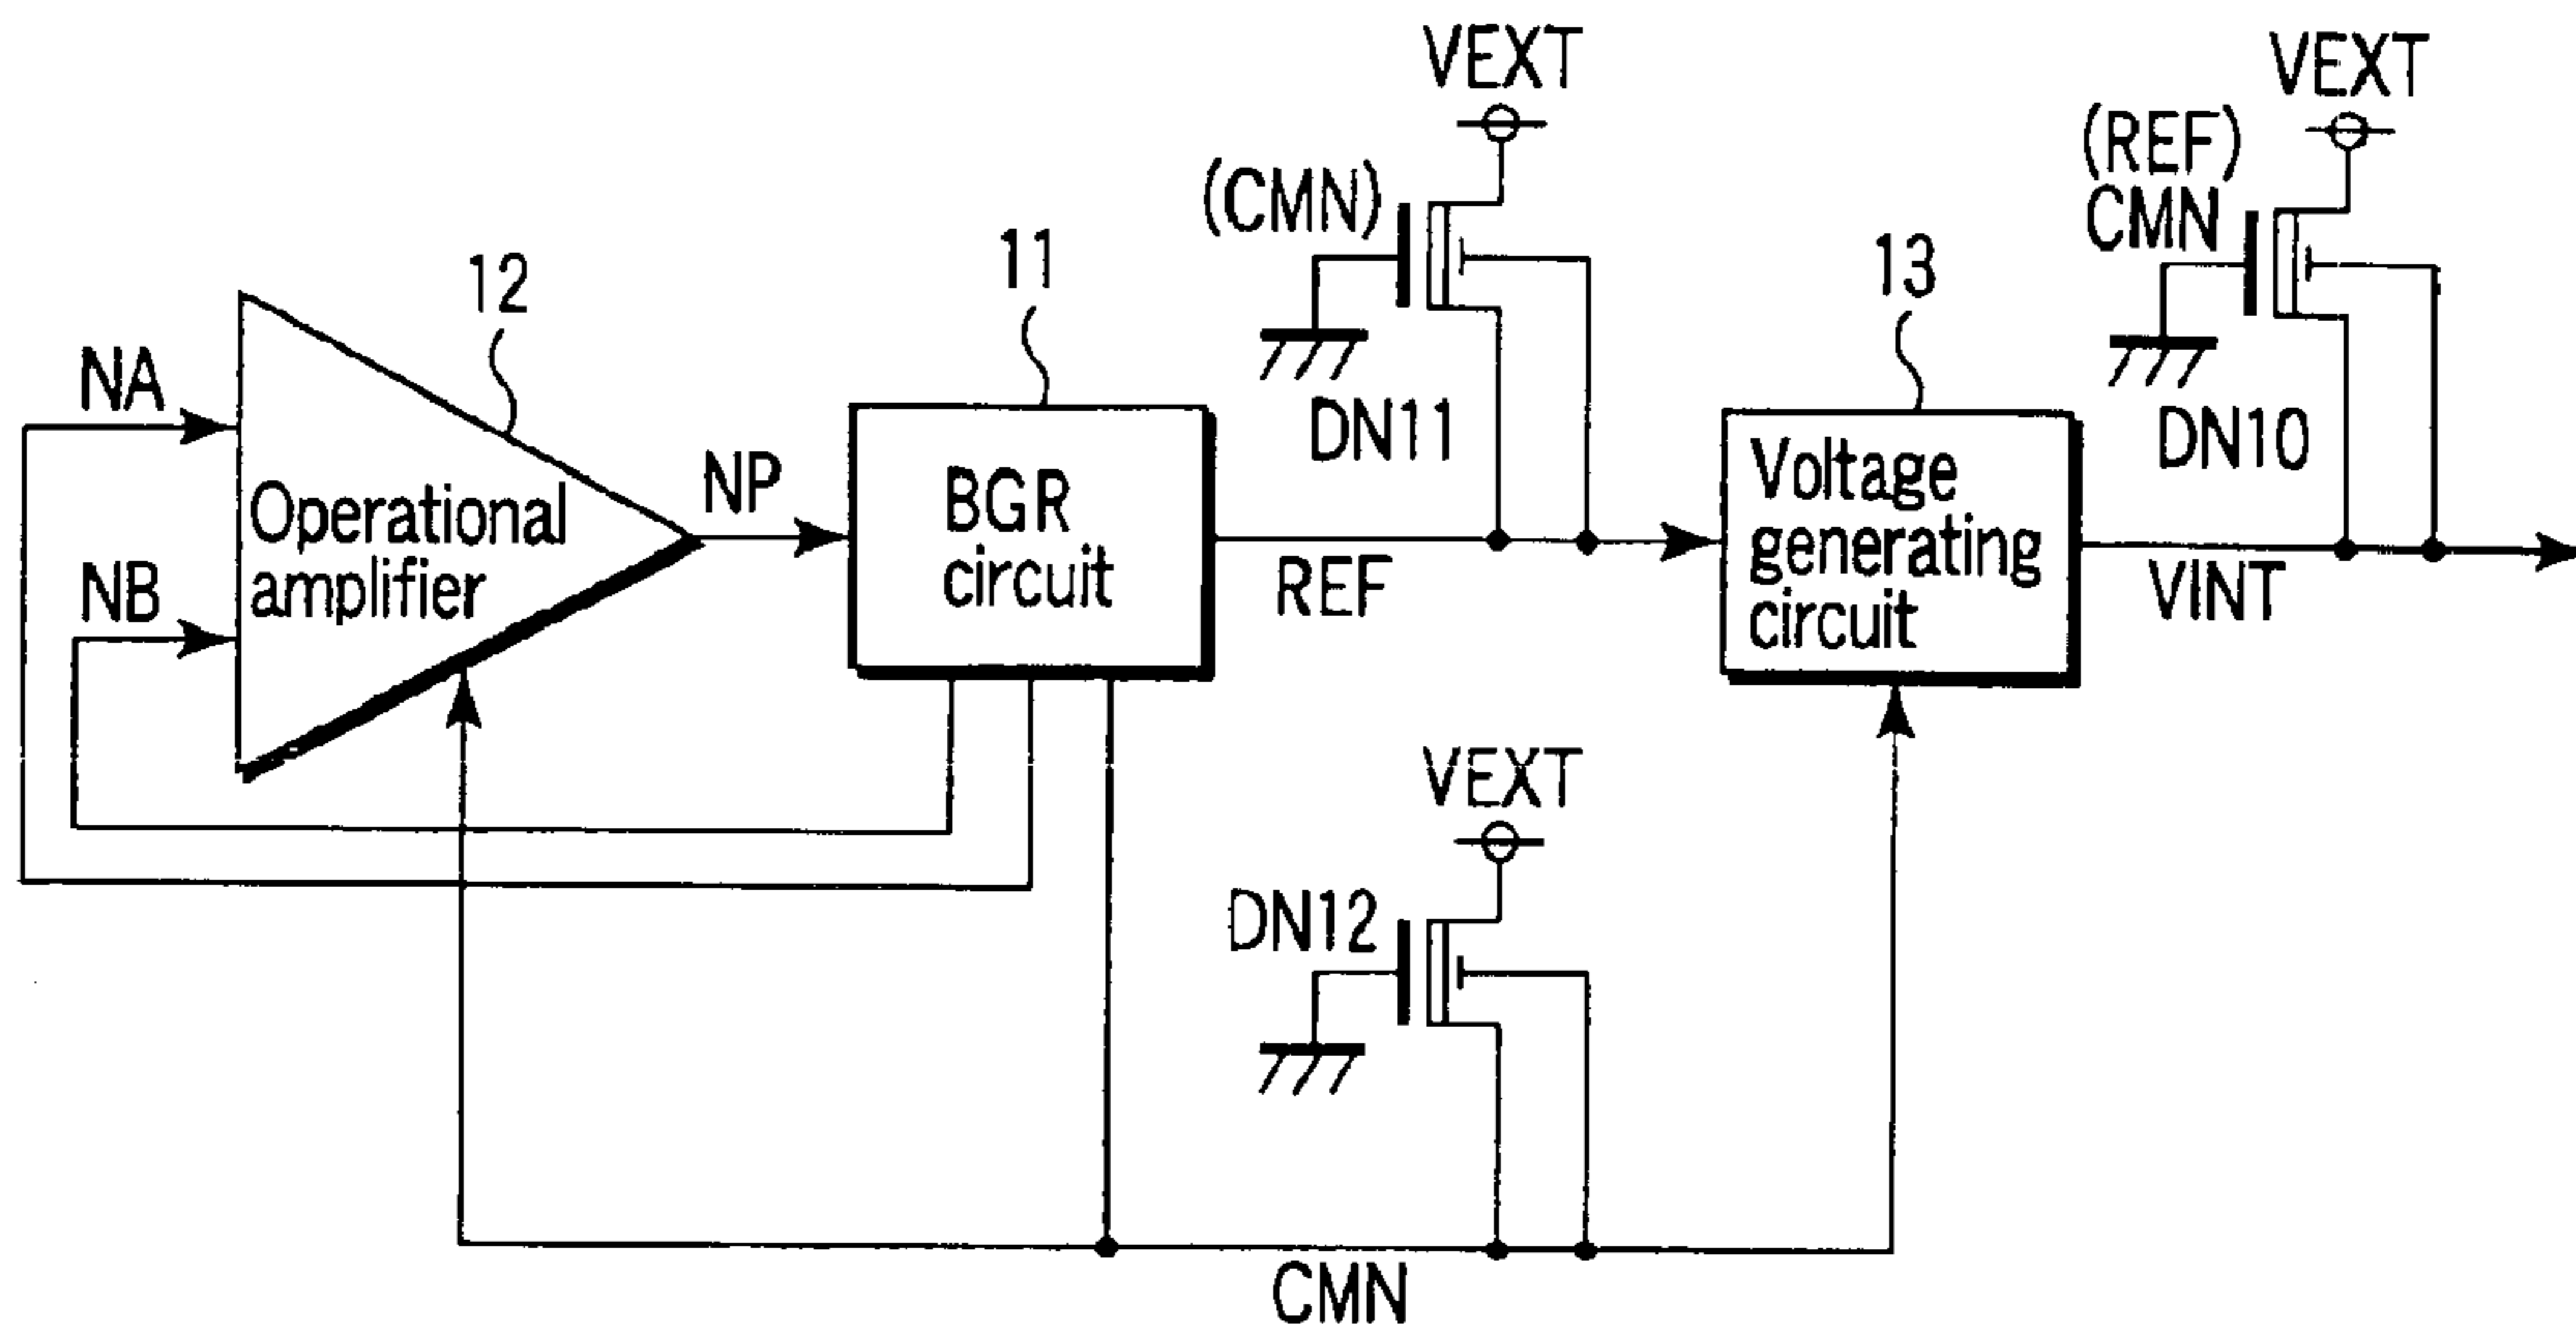 VEXT
VEXT
(REF)
CMN
(CMN)
12
11
13
NA
DN11
DN10
NP
Operational
amplifier
BGR
circuit
Voltage
generating
circuit
NB
REF
VINT
VEXT
DN12
CMN